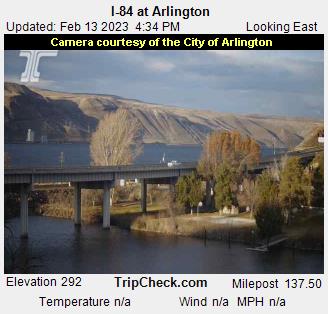 I-84 at Arlington
Updated: Feb 13 2023 4:34 PM Looking East
Camera courtesy of the City of Arlington
Elevation 292 TripCheck.com Milepost 137.50
Temperature n/a Wind n/a MPH n/a